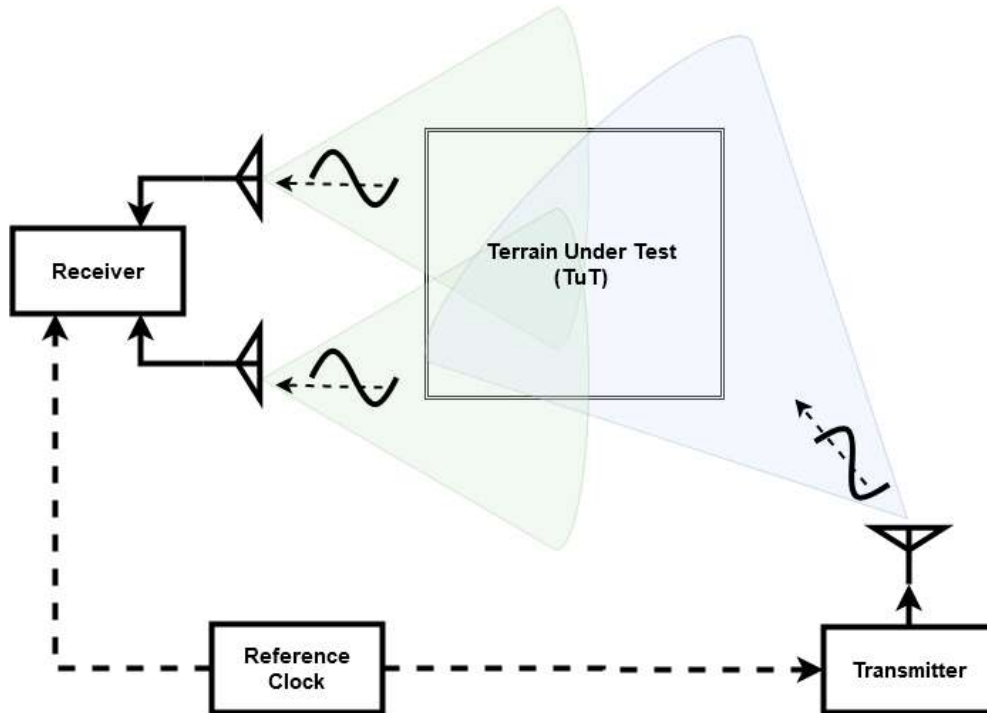 Terrain Under Test
(TuT)
Receiver
Reference
Clock
Transmitter